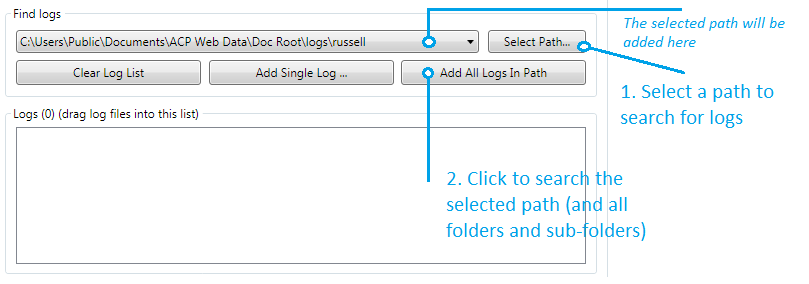 Find logs
C:\Users\Public\Documents\ACP Web Data\Doc Root\logs\russell
Select Path...
The selected path will be
added here
Clear Log List
Add Single Log ...
Add All Logs In Path
1. Select a path to
search for logs
Logs (0) (drag log files into this list)
2. Click to search the
selected path (and all
folders and sub-folders)